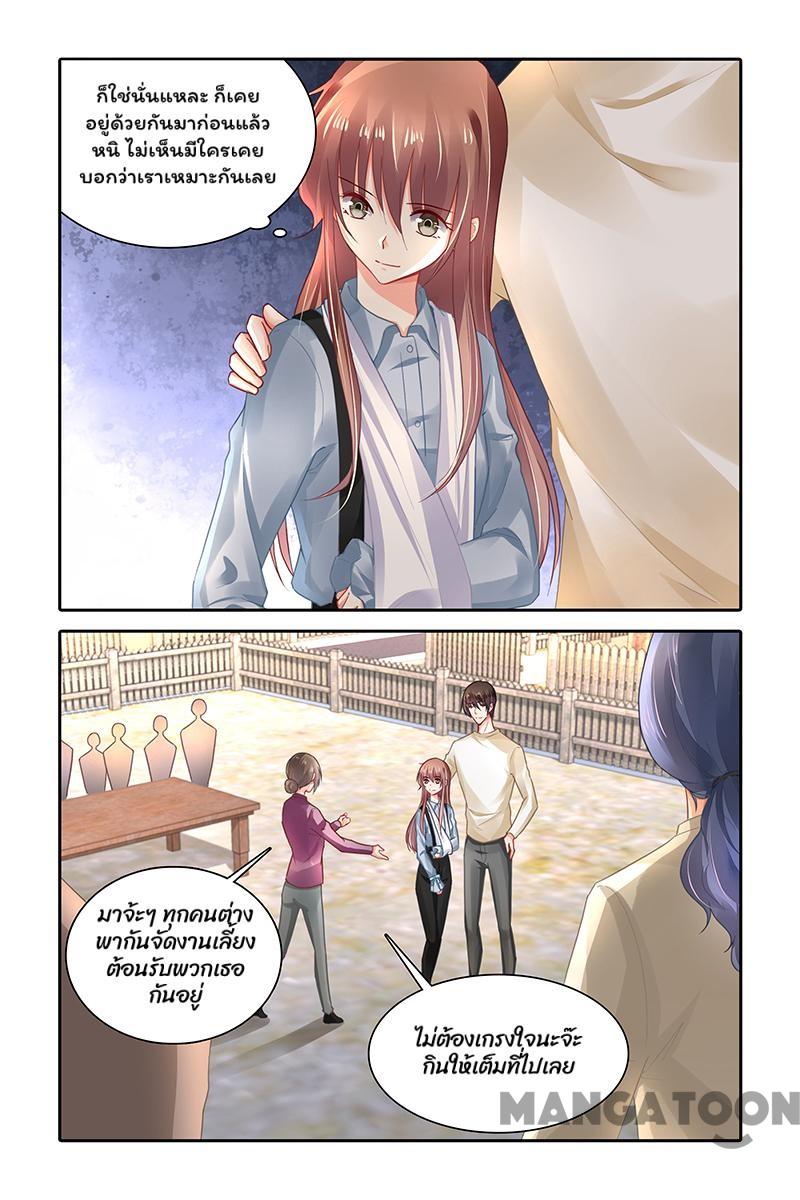 ก็ใช่นั่นแหละ ก็เคย
อยู่ด้วยกันมาก่อนแล้ว
หนิ ไม่เห็นมีใครเคย
บอกว่าเราเหมาะกันเลย
มาจ้ะๆ ทุกคนต่าง
พากันจัดงานเลี้ยง
ต้อนรับพวกเธอ
กันอยู่
ไม่ต้องเกรงใจนะจ๊ะ
กินให้เต็มที่ไปเลย
MANGATOON